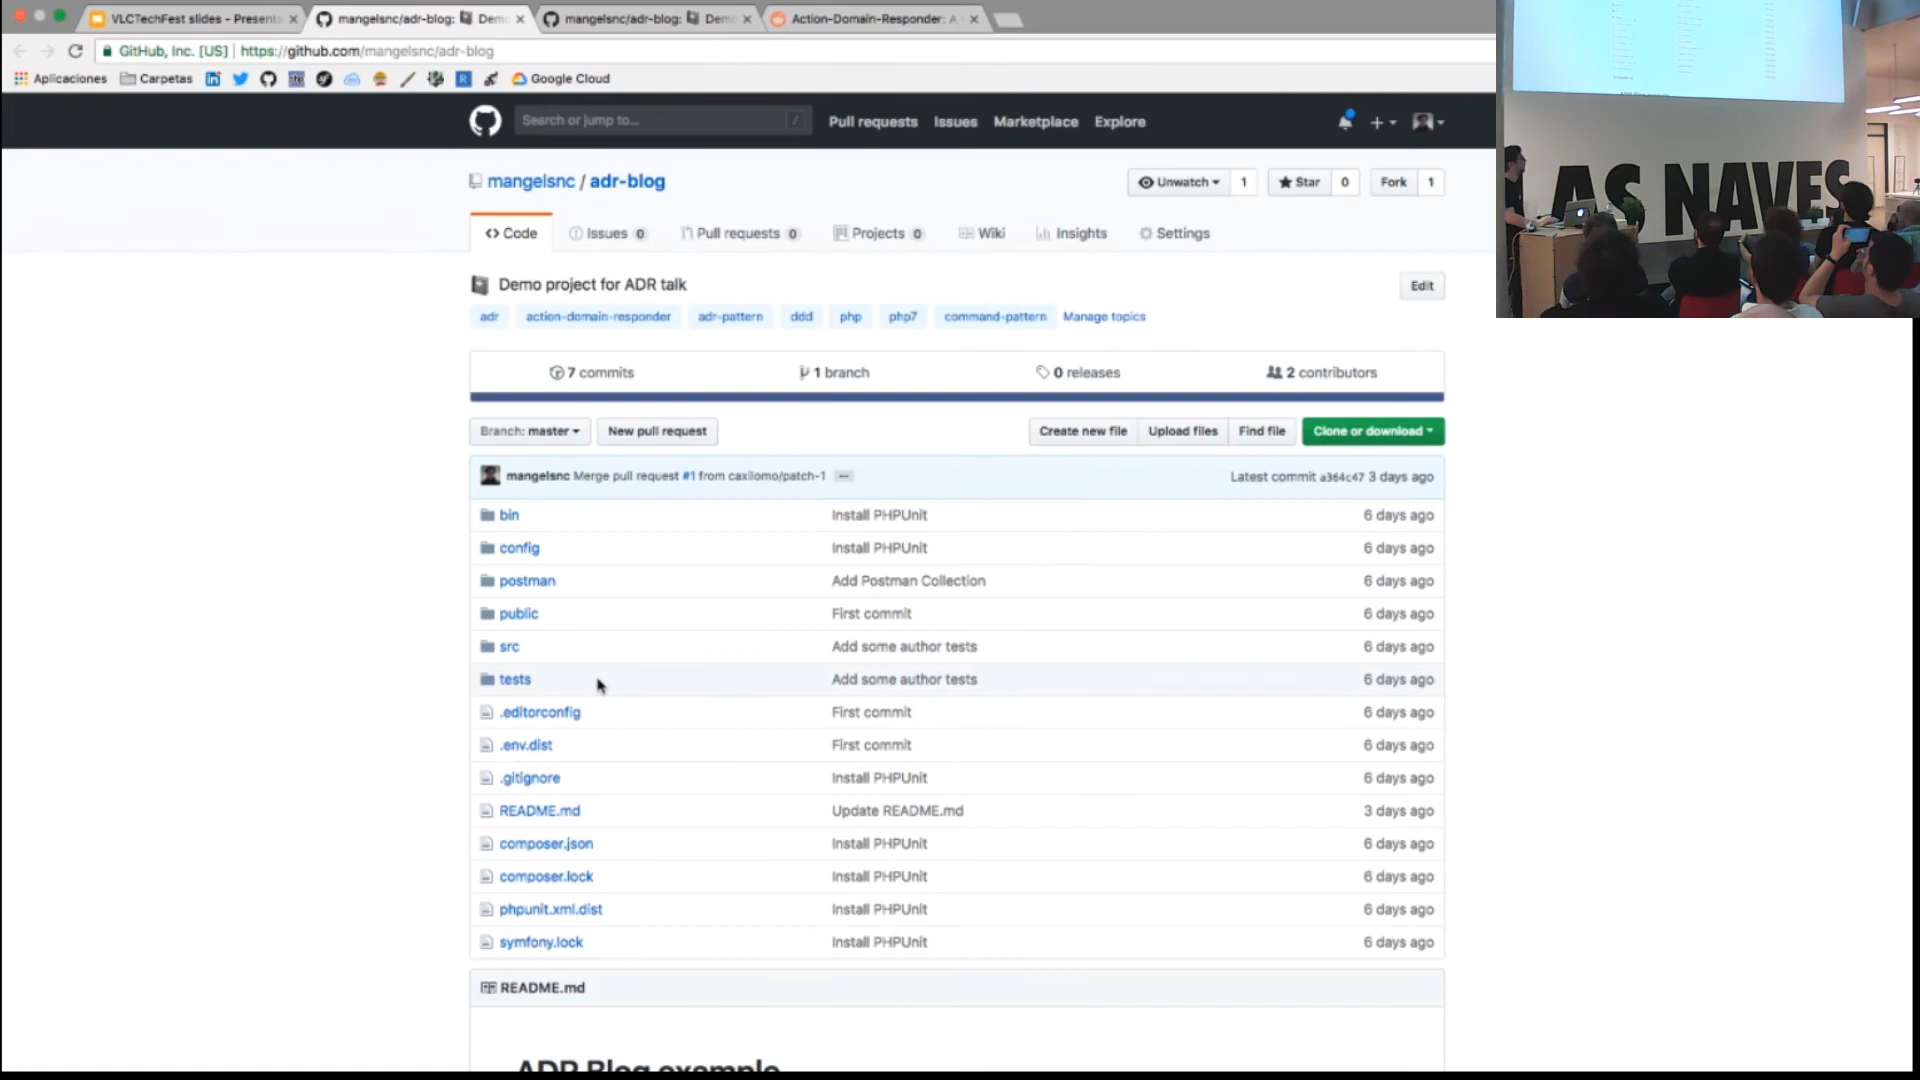 VLCTechFest slides - Present
mangelsnc/adr-blog: Demo
mangelsnc/adr-blog: Demo
Action-Domain-Responder: A
GitHub, Inc. [US] | https://github.com/mangelsnc/adr-blog
Aplicaciones Carpetas Google Cloud
Search or jump to... / Pull requests Issues Marketplace Explore
mangelsnc / adr-blog Unwatch 1 Star 0 Fork 1
Code Issues 0 Pull requests 0 Projects 0 Wiki Insights Settings
Demo project for ADR talk Edit
adr action-domain-responder adr-pattern ddd php php7 command-pattern Manage topics
7 commits 1 branch 0 releases 2 contributors
Branch: master New pull request Create new file Upload files Find file Clone or download
mangelsnc Merge pull request #1 from caxilomo/patch-1 Latest commit a364c47 3 days ago
bin Install PHPUnit 6 days ago
config Install PHPUnit 6 days ago
postman Add Postman Collection 6 days ago
public First commit 6 days ago
src Add some author tests 6 days ago
tests Add some author tests 6 days ago
.editorconfig First commit 6 days ago
.env.dist First commit 6 days ago
.gitignore Install PHPUnit 6 days ago
README.md Update README.md 3 days ago
composer.json Install PHPUnit 6 days ago
composer.lock Install PHPUnit 6 days ago
phpunit.xml.dist Install PHPUnit 6 days ago
symfony.lock Install PHPUnit 6 days ago
README.md
ADR Blog example
AS NAVES